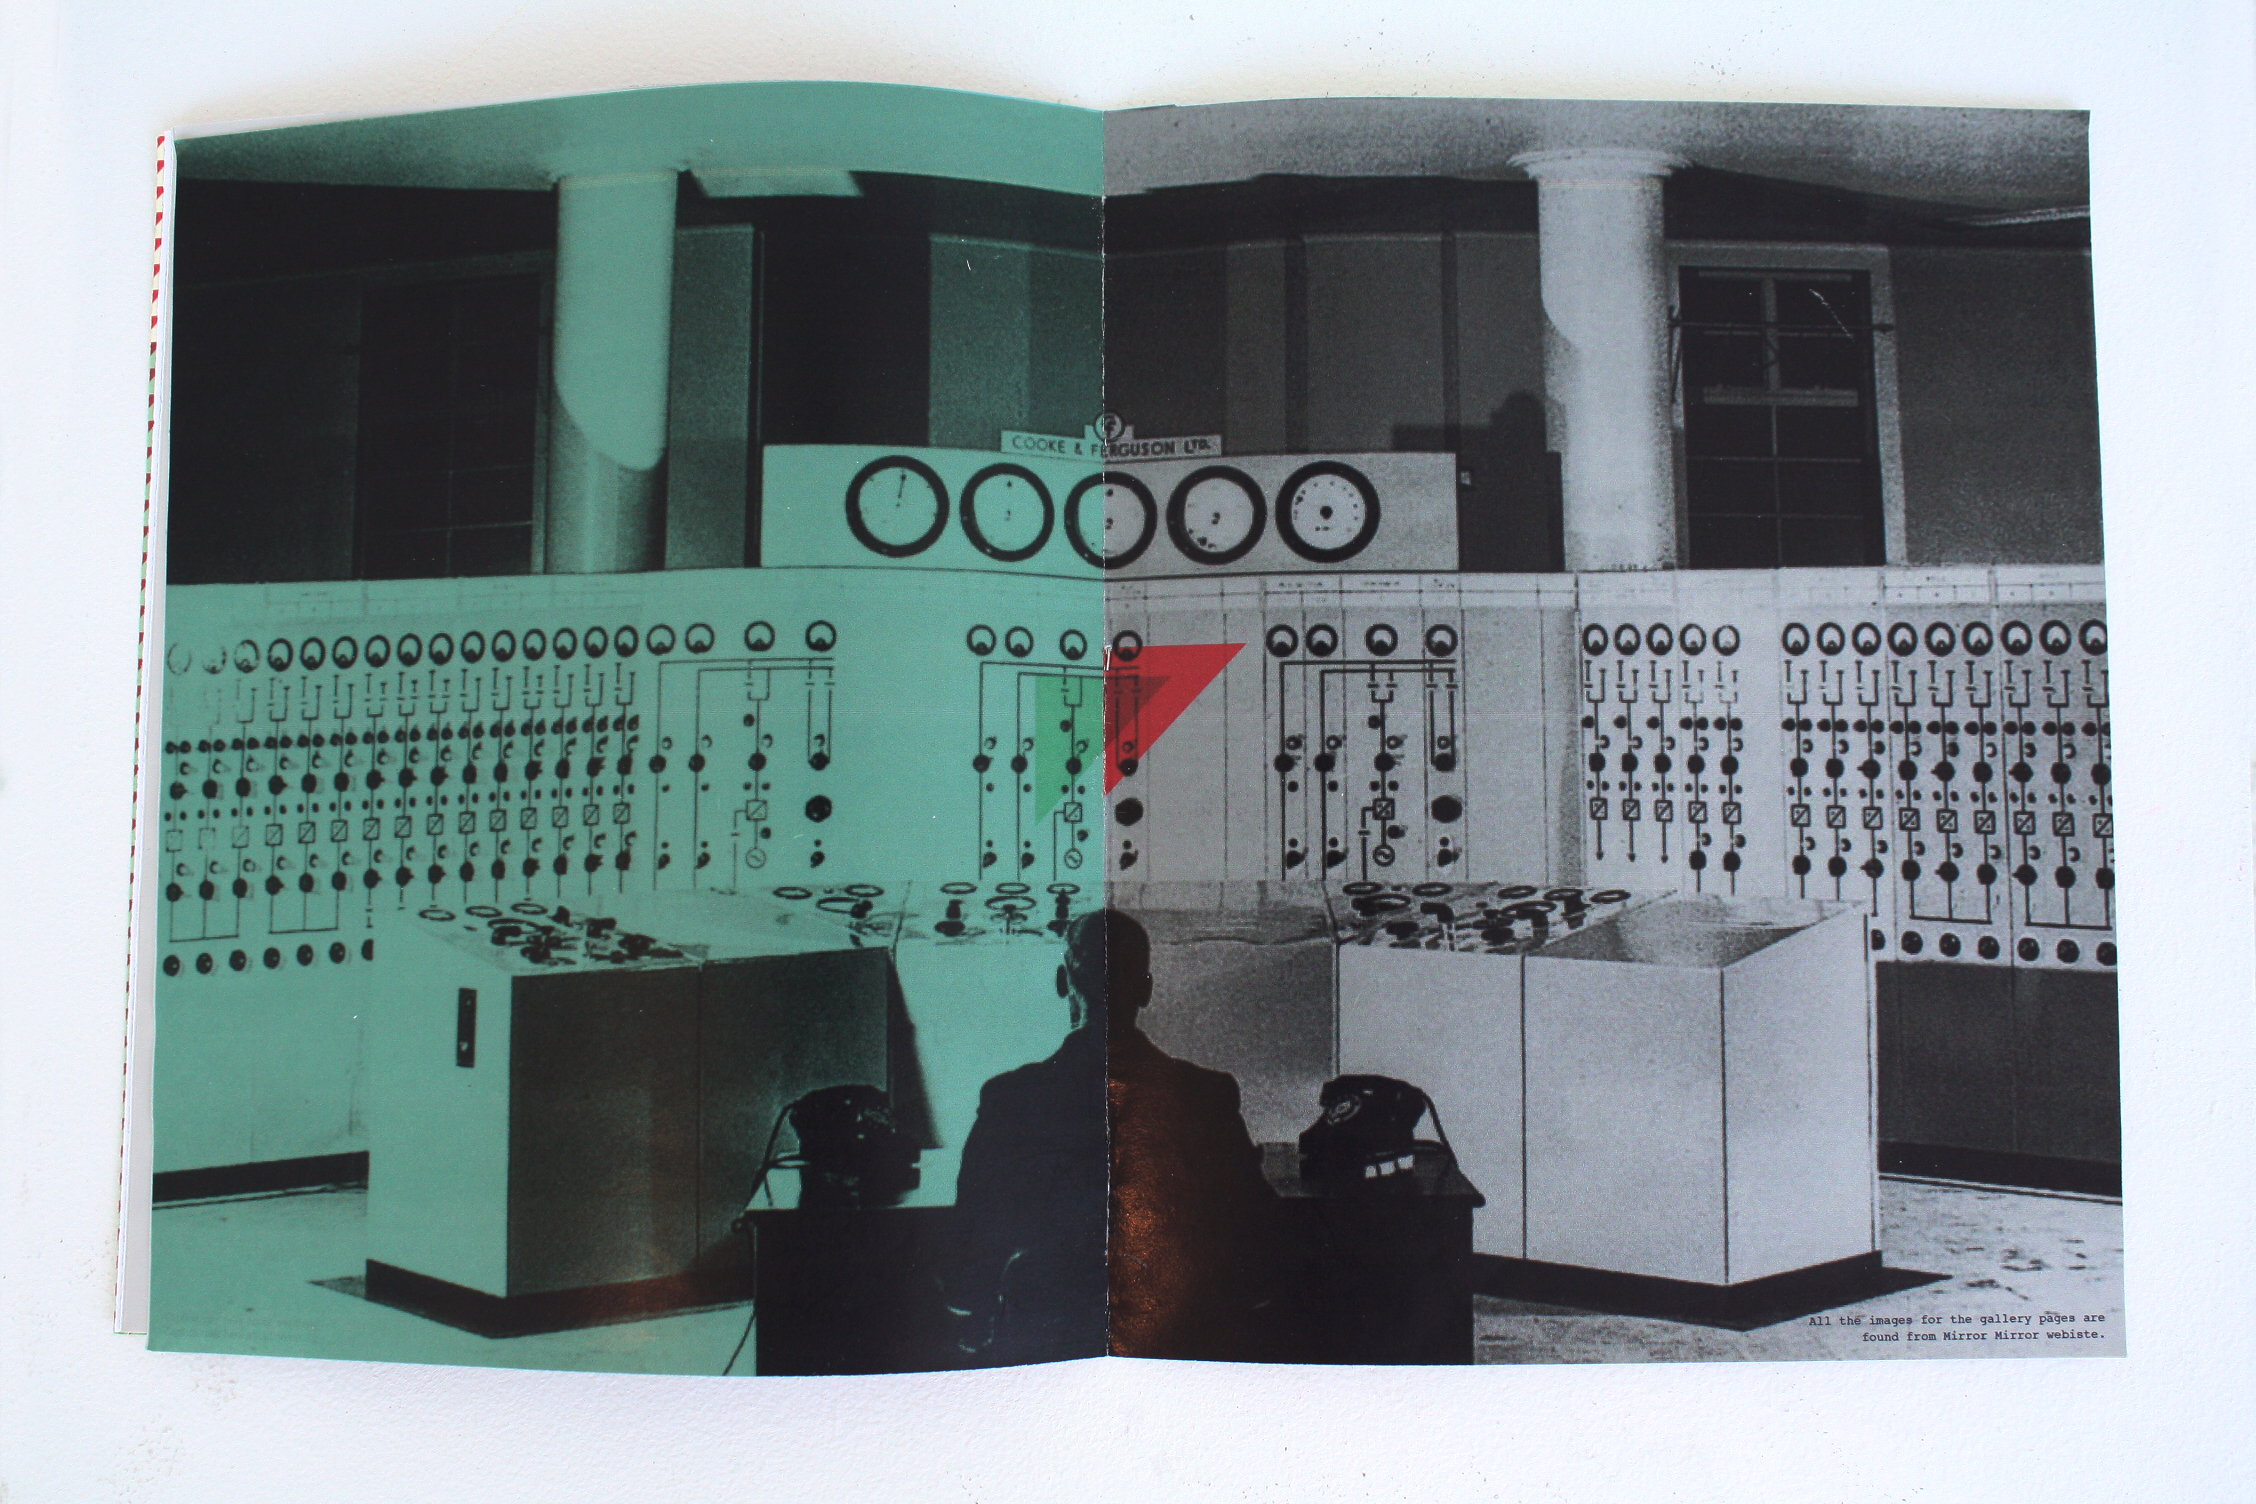 COOKE & FERGUSON LTD.
All the images for the gallery pages are
found from Mirror Mirror webiste.